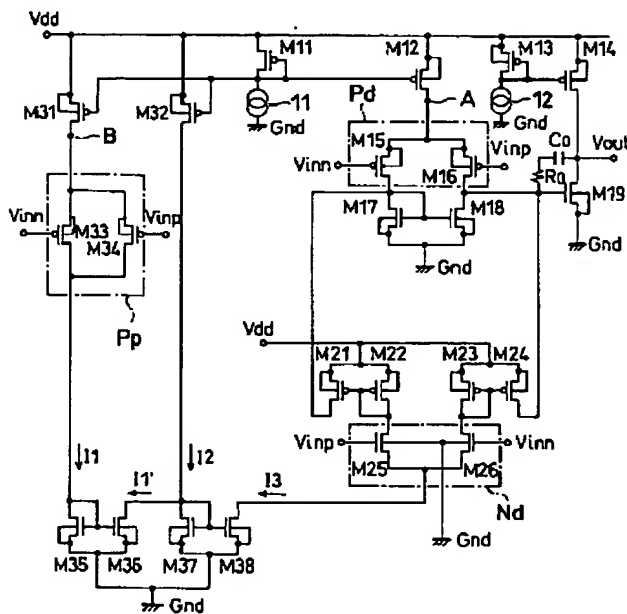 Vdd
M11
M12
M13
M14
M31
M32
11
A
12
Pd
Gnd
Gnd
B
M15
Co
Vout
Vinn
Vinp
Ro
M16
M19
M17
M18
Vinn
Vinp
M33
M34
Gnd
Gnd
Pp
Vdd
M21
M22
M23
M24
I1
I1'
I2
I3
Vinp
Vinn
M25
M26
Nd
M35
M36
M37
M38
Gnd
Gnd